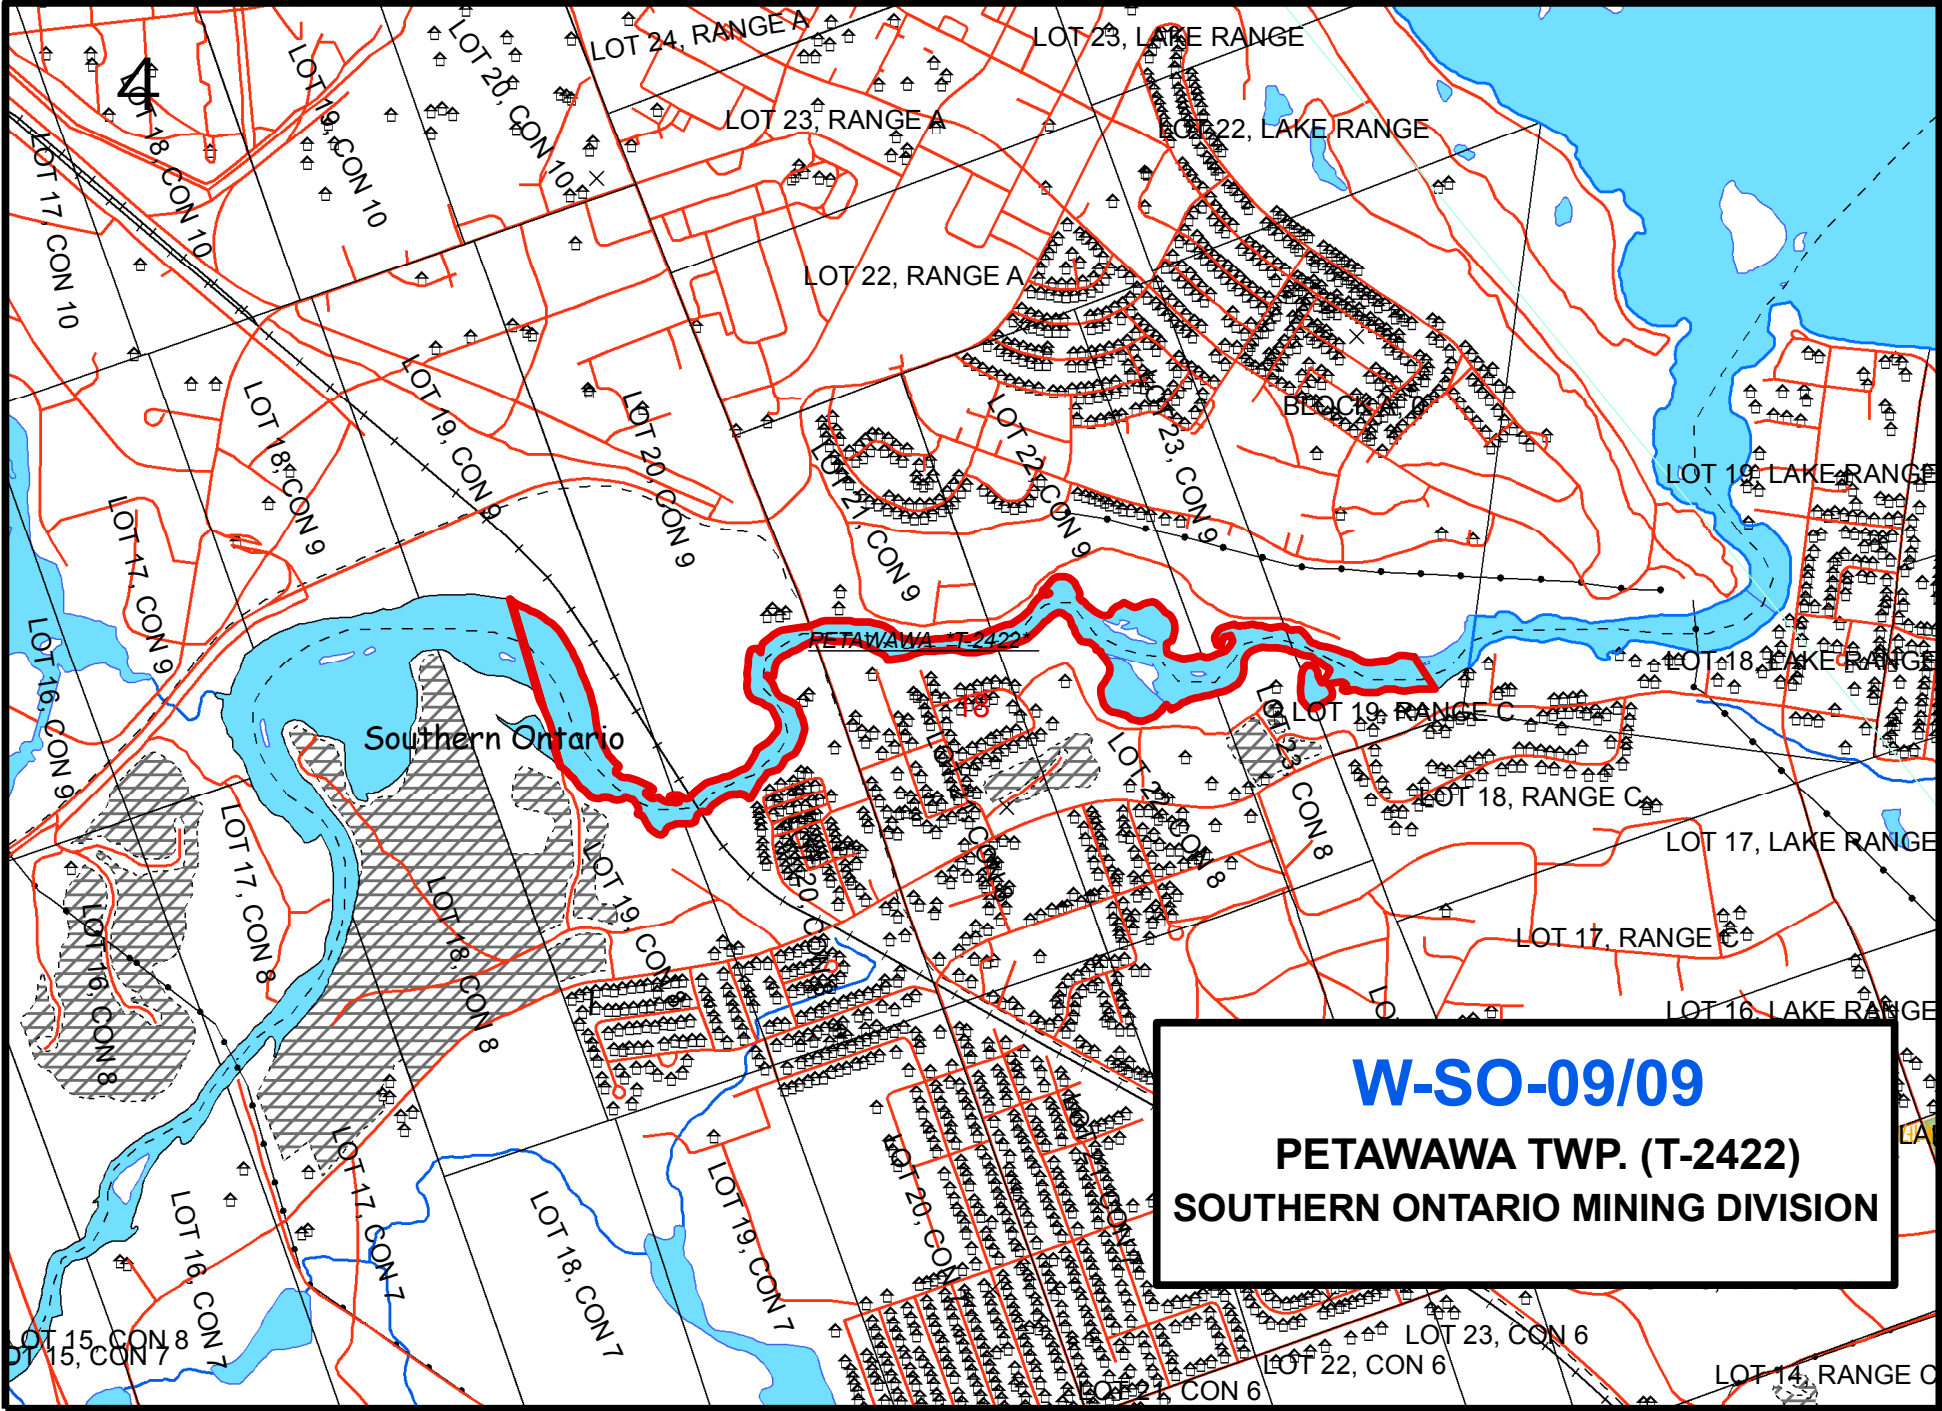 LOT 24, RANGE A
LOT 23, LAKE RANGE
4
LOT 18, CON 10
LOT 19, CON 10
LOT 20, CON 10
LOT 23, RANGE A
LOT 22, LAKE RANGE
LOT 17, CON 10
LOT 22, RANGE A
LOT 18, CON 9
LOT 19, CON 9
LOT 20, CON 9
LOT 21, CON 9
LOT 22, CON 9
LOT 23, CON 9
LOT 19, LAKE RANGE
LOT 17, CON 9
LOT 16, CON 9
PETAWAWA *T-2422*
LOT 18, LAKE RANGE
Southern Ontario
18
LOT 19, RANGE C
LOT 22, CON 8
LOT 23, CON 8
LOT 18, RANGE C
LOT 17, LAKE RANGE
LOT 16, CON 8
LOT 17, CON 8
LOT 18, CON 8
LOT 19, CON 8
LOT 17, RANGE C
LOT 16, LAKE RANGE
W-SO-09/09
PETAWAWA TWP. (T-2422)
SOUTHERN ONTARIO MINING DIVISION
LOT 16, CON 7
LOT 17, CON 7
LOT 18, CON 7
LOT 19, CON 7
LOT 20, CON
LOT 15, CON 8
OT 15, CON 7
LOT 23, CON 6
LOT 22, CON 6
LOT 21, CON 6
LOT 14, RANGE C